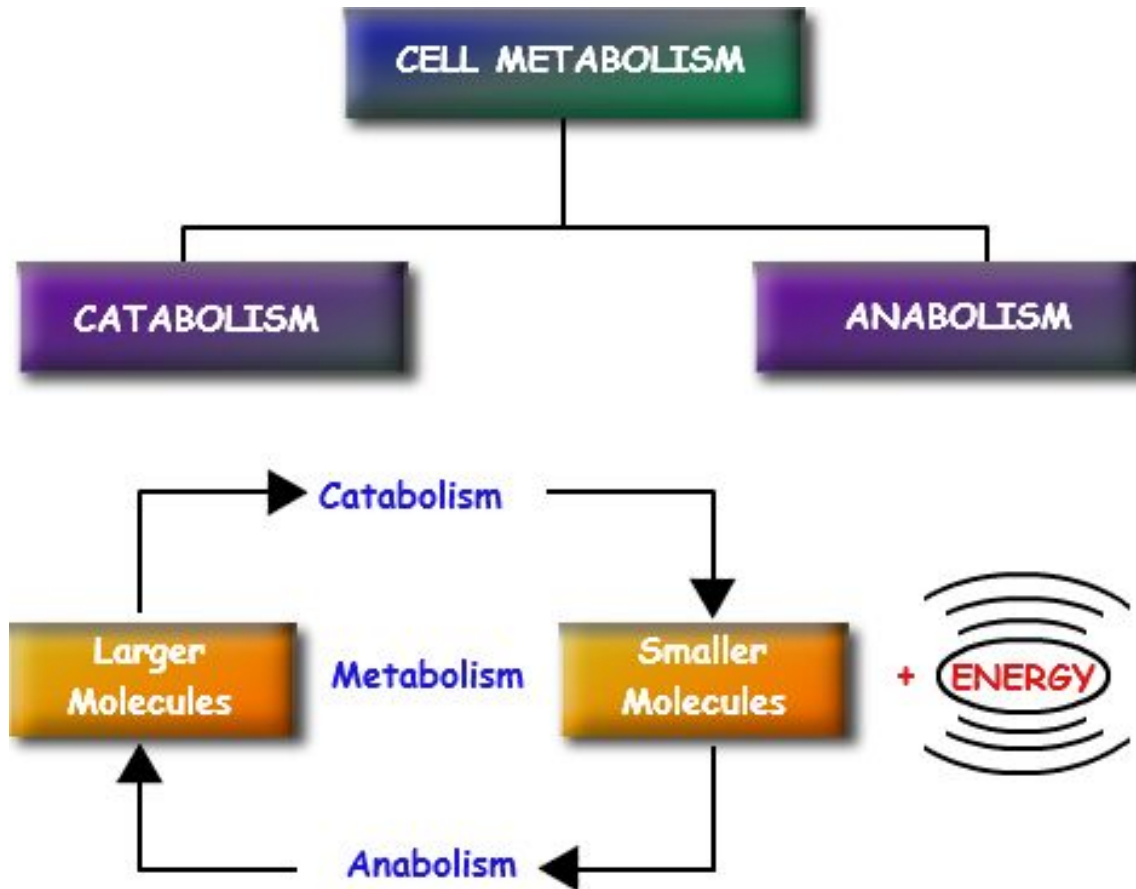 CELL METABOLISM
CATABOLISM
ANABOLISM
Catabolism
Larger
Molecules
Metabolism
Smaller
Molecules
+ ENERGY
Anabolism